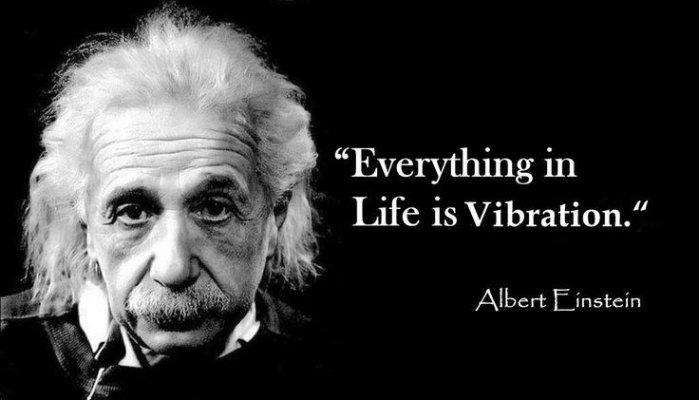 “Everything in
Life is Vibration.“
Albert Einstein